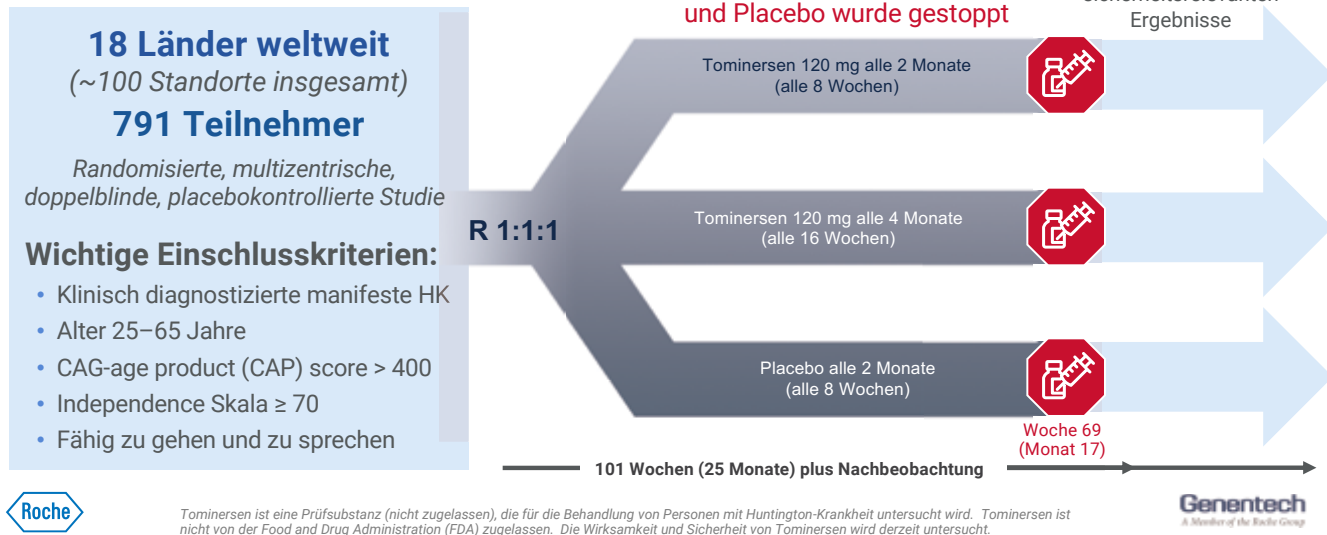 18 Länder weltweit
(~100 Standorte insgesamt)
791 Teilnehmer
Randomisierte, multizentrische,
doppelblinde, placebokontrollierte Studie
Wichtige Einschlusskriterien:
• Klinisch diagnostizierte manifeste HK
• Alter 25–65 Jahre
• CAG-age product (CAP) score > 400
• Independence Skala ≥ 70
• Fähig zu gehen und zu sprechen
R 1:1:1
und Placebo wurde gestoppt
Ergebnisse
Tominersen 120 mg alle 2 Monate
(alle 8 Wochen)
Tominersen 120 mg alle 4 Monate
(alle 16 Wochen)
Placebo alle 2 Monate
(alle 8 Wochen)
Woche 69
(Monat 17)
101 Wochen (25 Monate) plus Nachbeobachtung
Roche
Tominersen ist eine Prüfsubstanz (nicht zugelassen), die für die Behandlung von Personen mit Huntington-Krankheit untersucht wird. Tominersen ist
nicht von der Food and Drug Administration (FDA) zugelassen. Die Wirksamkeit und Sicherheit von Tominersen wird derzeit untersucht.
Genentech
A Member of the Roche Group